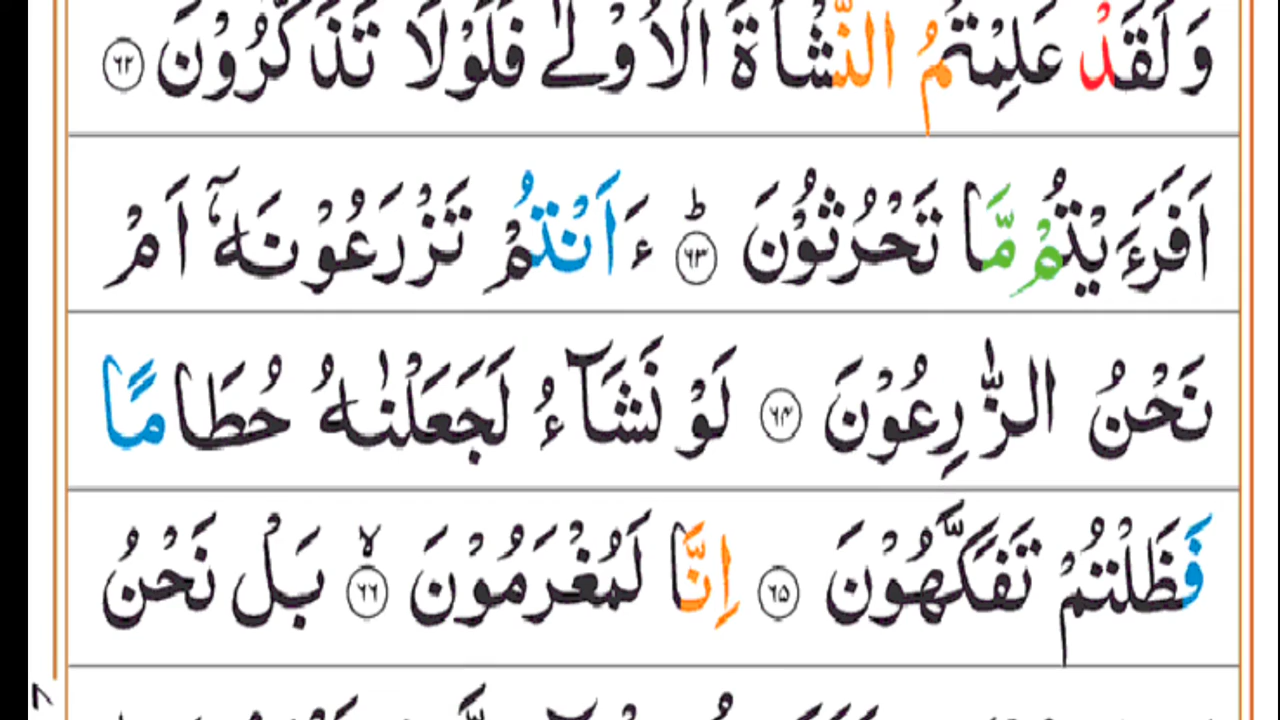 وَلَقَدْ عَلِمْتُمُ النَّشْاَةَ الْاُوْلٰى فَلَوْلَا تَذَكَّرُوْنَ ﴿۶۲﴾
اَفَرَءَيْتُمْ مَّا تَحْرُثُوْنَ ؕ﴿۶۳﴾ ءَاَنْتُمْ تَزْرَعُوْنَهٗۤ اَمْ
نَحْنُ الزّٰرِعُوْنَ ﴿۶۴﴾ لَوْ نَشَآءُ لَجَعَلْنٰهُ حُطَامًا
فَظَلْتُمْ تَفَكَّهُوْنَ ﴿۶۵﴾ اِنَّا لَمُغْرَمُوْنَ ۙ﴿۶۶﴾ بَلْ نَحْنُ